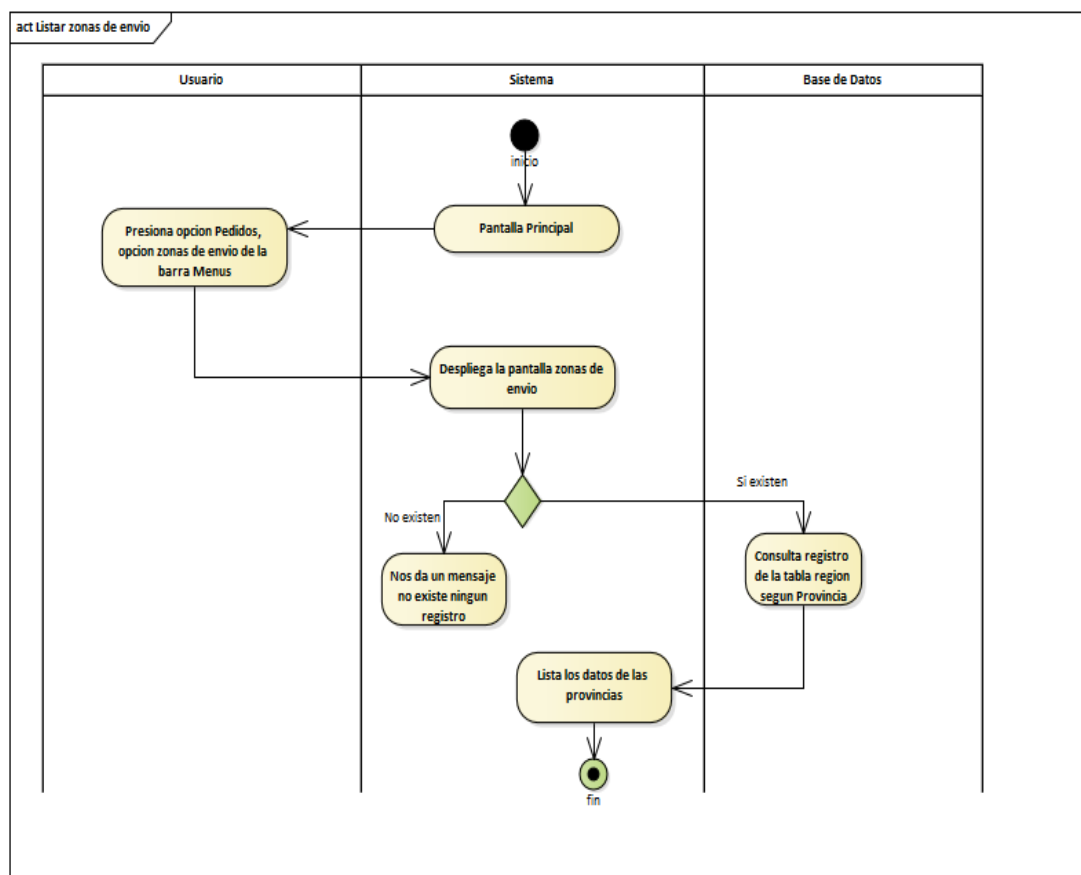 act Listar zonas de envio
Usuario
Sistema
Base de Datos
inicio
Pantalla Principal
Presiona opcion Pedidos,
opcion zonas de envio de la
barra Menus
Despliega la pantalla zonas de
envio
Si existen
No existen
Nos da un mensaje
no existe ningun
registro
Consulta registro
de la tabla region
segun Provincia
Lista los datos de las
provincias
fin